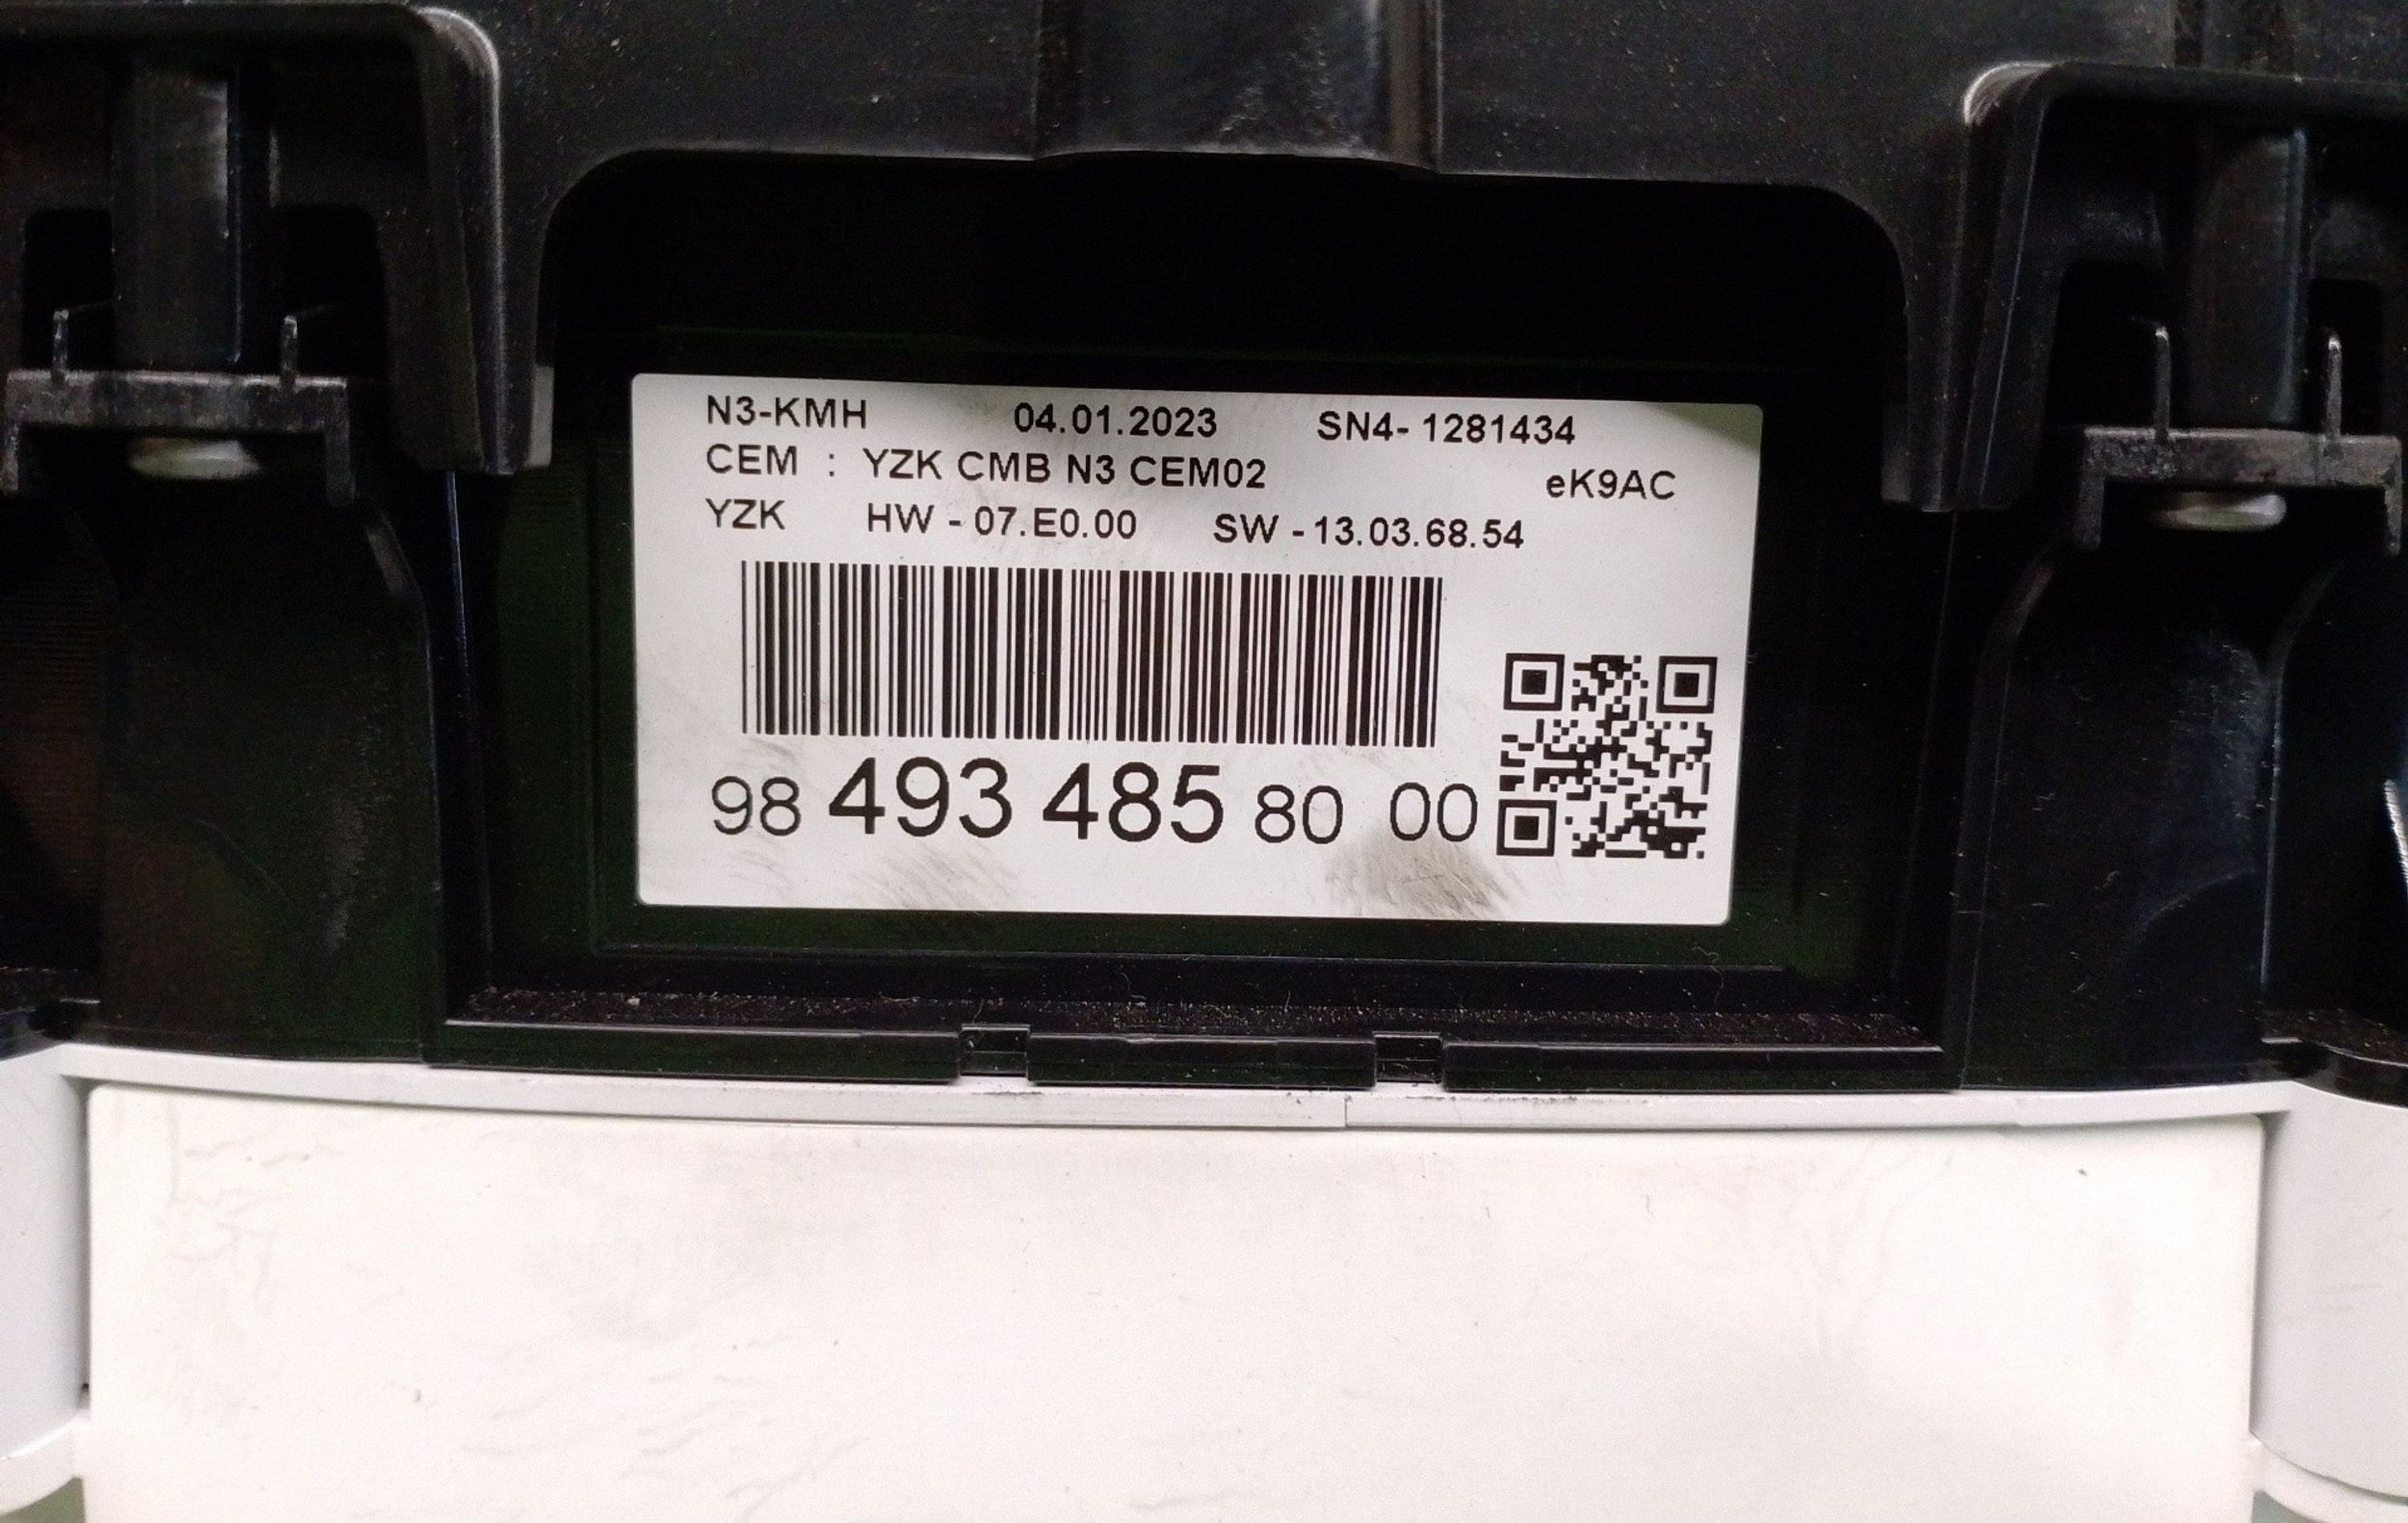 N3-KMH 04.01.2023 SN4- 1281434
CEM : YZK CMB N3 CEM02 eK9AC
YZK HW - 07.E0.00 SW - 13.03.68.54
98 493 485 80 00